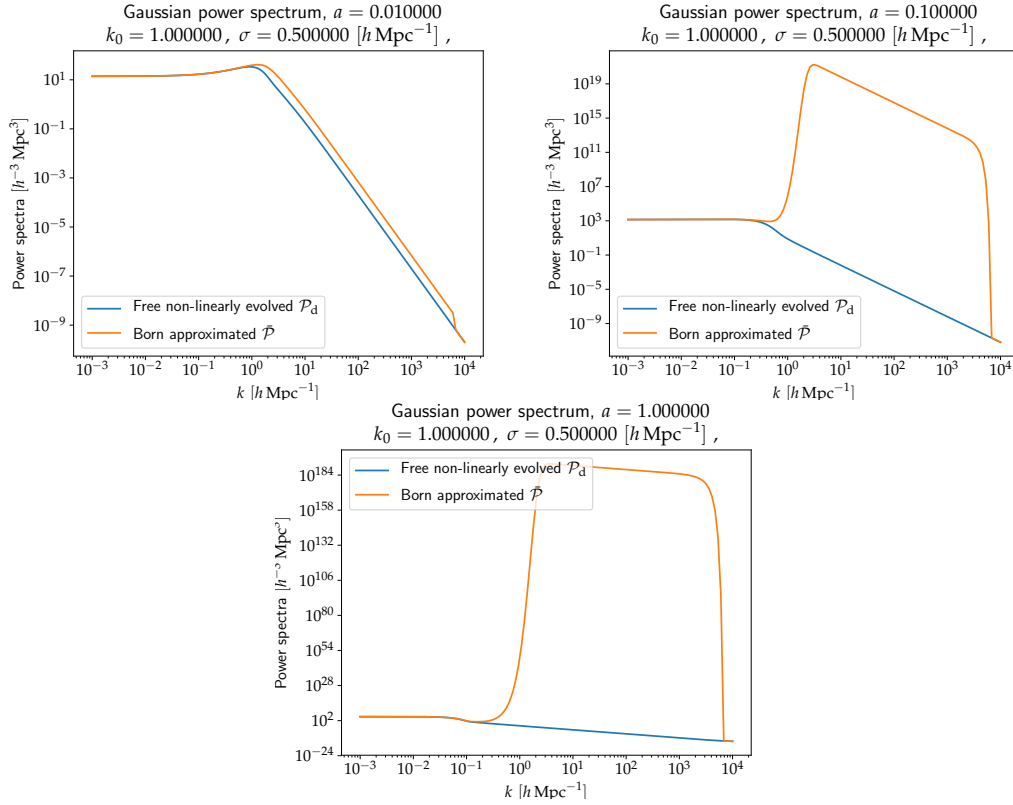 Gaussian power spectrum, a = 0.010000
k₀ = 1.000000 , σ = 0.500000 [h Mpc⁻¹] ,
Power spectra [h⁻³ Mpc³]
10¹
10⁻¹
10⁻³
10⁻⁵
10⁻⁷
10⁻⁹
Free non-linearly evolved 𝒫_d
Born approximated 𝒫̄
10⁻³ 10⁻² 10⁻¹ 10⁰ 10¹ 10² 10³ 10⁴
k [h Mpc⁻¹]
Gaussian power spectrum, a = 0.100000
k₀ = 1.000000 , σ = 0.500000 [h Mpc⁻¹] ,
Power spectra [h⁻³ Mpc³]
10¹⁹
10¹⁵
10¹¹
10⁷
10³
10⁻¹
10⁻⁵
10⁻⁹
Free non-linearly evolved 𝒫_d
Born approximated 𝒫̄
10⁻³ 10⁻² 10⁻¹ 10⁰ 10¹ 10² 10³ 10⁴
k [h Mpc⁻¹]
Gaussian power spectrum, a = 1.000000
k₀ = 1.000000 , σ = 0.500000 [h Mpc⁻¹] ,
Power spectra [h⁻³ Mpc³]
Free non-linearly evolved 𝒫_d
Born approximated 𝒫̄
10¹⁸⁴
10¹⁵⁸
10¹³²
10¹⁰⁶
10⁸⁰
10⁵⁴
10²⁸
10²
10⁻²⁴
10⁻³ 10⁻² 10⁻¹ 10⁰ 10¹ 10² 10³ 10⁴
k [h Mpc⁻¹]